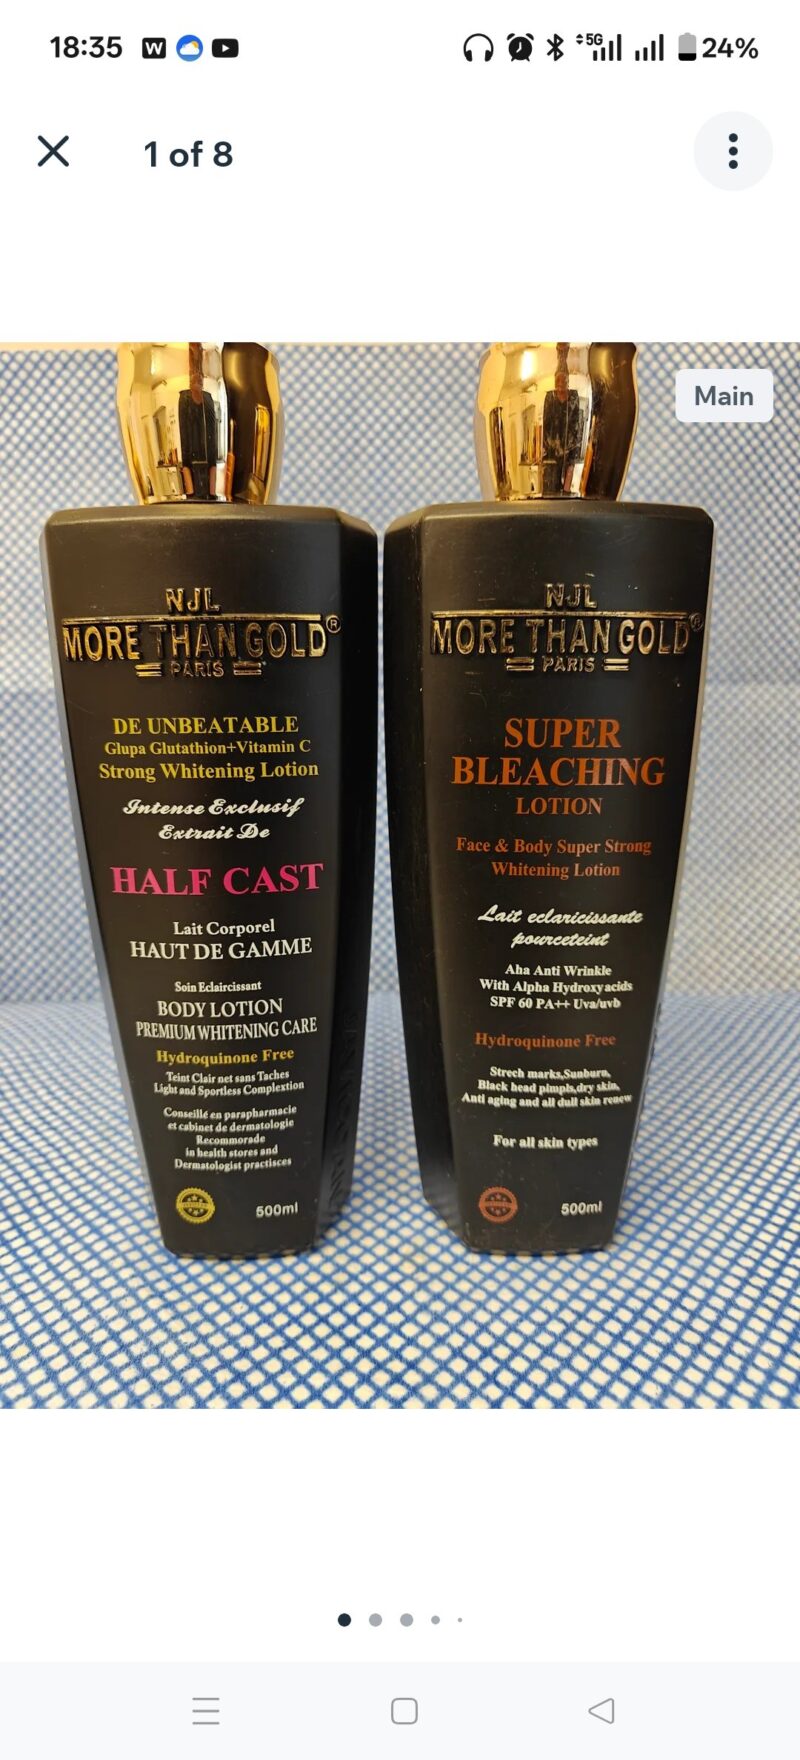 18:35
5G
24%
1 of 8
Main
NJL
MORE THAN GOLD®
PARIS
DE UNBEATABLE
Glupa Glutathion+Vitamin C
Strong Whitening Lotion
Intense Exclusif
Extrait De
HALF CAST
Lait Corporel
HAUT DE GAMME
Soin Eclaircissant
BODY LOTION
PREMIUM WHITENING CARE
Hydroquinone Free
Teint Clair net sans Taches
Light and Sportless Complextion
Conseillé en parapharmacie
et cabinet de dermatologie
Recommorade
in health stores and
Dermatologist practisces
500ml
NJL
MORE THAN GOLD®
PARIS
SUPER
BLEACHING
LOTION
Face & Body Super Strong
Whitening Lotion
Lait eclaricissante
pourceteint
Aha Anti Wrinkle
With Alpha Hydroxyacids
SPF 60 PA++ Uva/uvb
Hydroquinone Free
Strech marks,Sunburn,
Black head pimpls,dry skin,
Anti aging and all dull skin renew
For all skin types
500ml